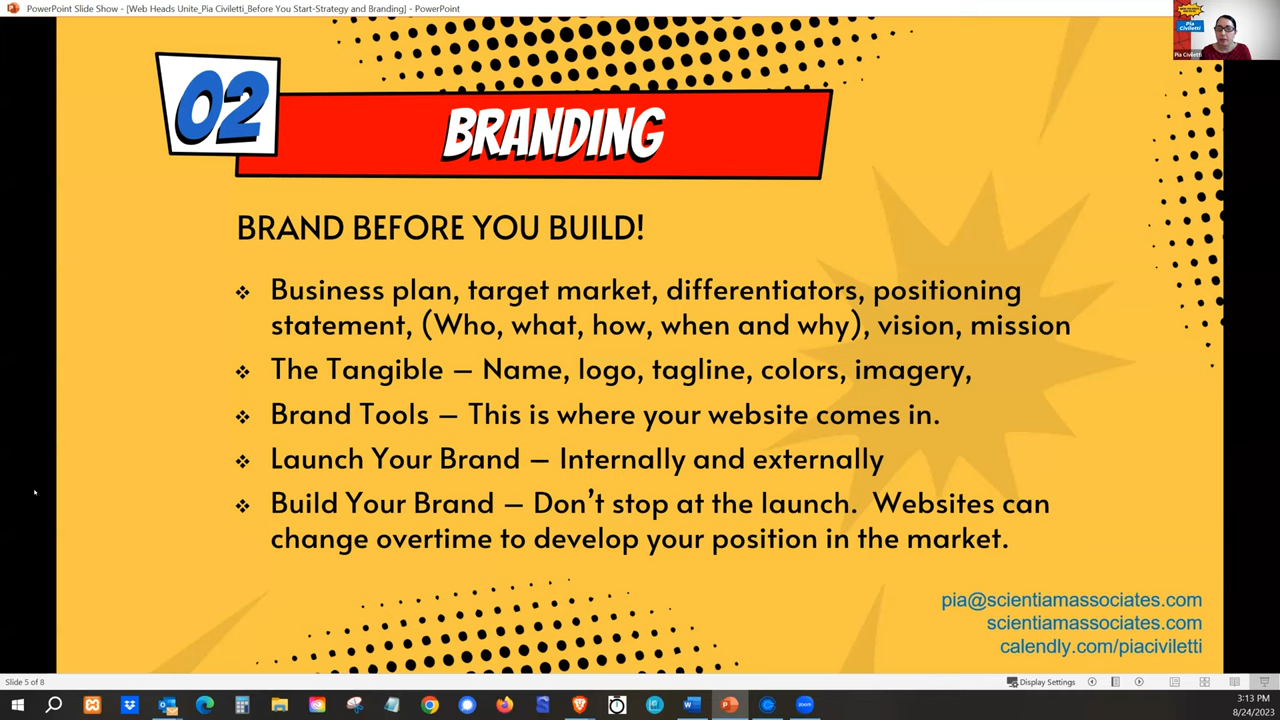 PowerPoint Slide Show - [Web Heads Unite_Pia Civiletti_Before You Start-Strategy and Branding] - PowerPoint
Pia
Civiletti
Pia Civiletti
02
BRANDING
BRAND BEFORE YOU BUILD!
❖ Business plan, target market, differentiators, positioning
statement, (Who, what, how, when and why), vision, mission
❖ The Tangible – Name, logo, tagline, colors, imagery,
❖ Brand Tools – This is where your website comes in.
❖ Launch Your Brand – Internally and externally
❖ Build Your Brand – Don't stop at the launch. Websites can
change overtime to develop your position in the market.
pia@scientiamassociates.com
scientiamassociates.com
calendly.com/piaciviletti
Slide 5 of 8
Display Settings
3:13 PM
8/24/2023